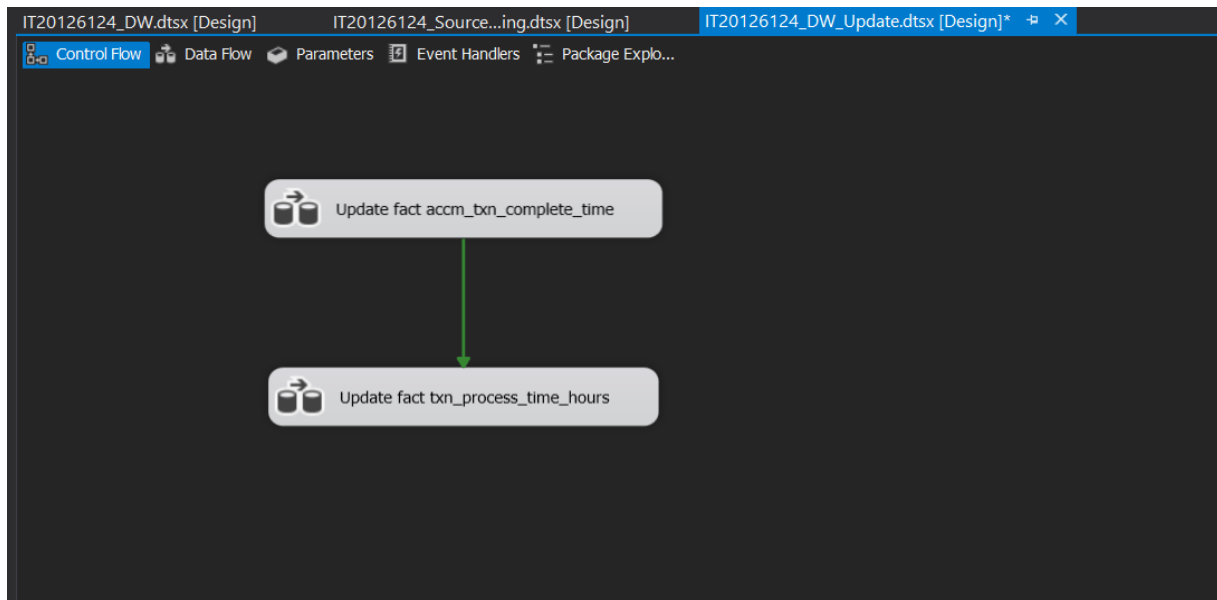 IT20126124_DW.dtsx [Design] IT20126124_Source...ing.dtsx [Design] IT20126124_DW_Update.dtsx [Design]*
Control Flow Data Flow Parameters Event Handlers Package Explo...
Update fact accm_txn_complete_time
Update fact txn_process_time_hours